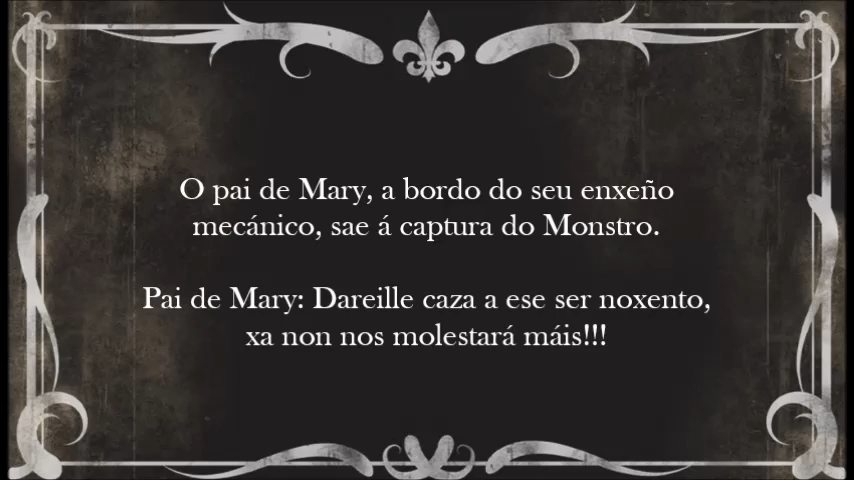 O pai de Mary, a bordo do seu enxeño
mecánico, sae á captura do Monstro.
Pai de Mary: Dareille caza a ese ser noxento,
xa non nos molestará máis!!!